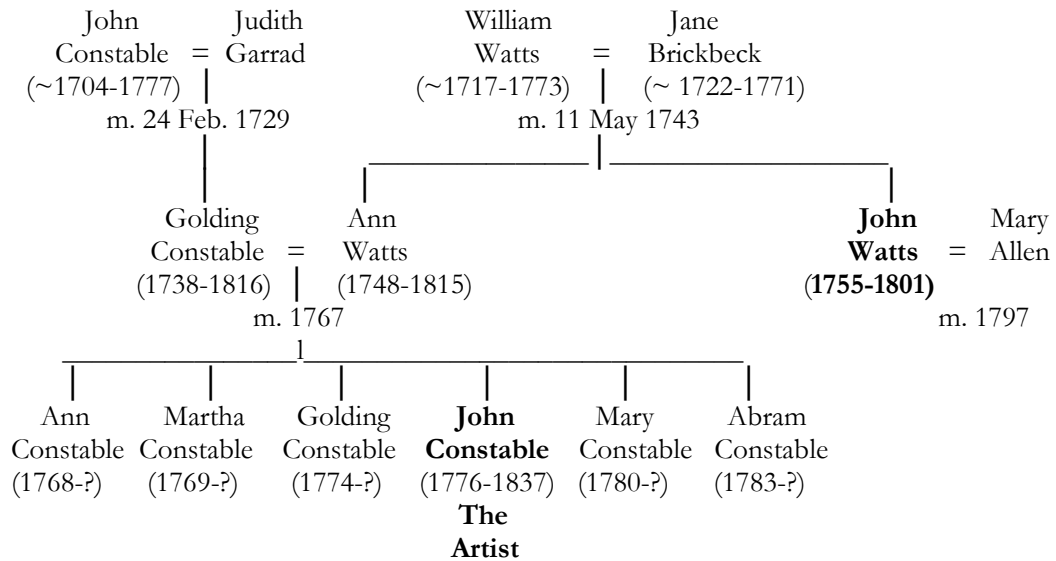 John Judith William Jane
Constable = Garrad Watts = Brickbeck
(~1704-1777) (~1717-1773) (~ 1722-1771)
m. 24 Feb. 1729 m. 11 May 1743
Golding Ann John Mary
Constable = Watts Watts = Allen
(1738-1816) (1748-1815) (1755-1801)
m. 1767 m. 1797
l
Ann Martha Golding John Mary Abram
Constable Constable Constable Constable Constable Constable
(1768-?) (1769-?) (1774-?) (1776-1837) (1780-?) (1783-?)
The
Artist